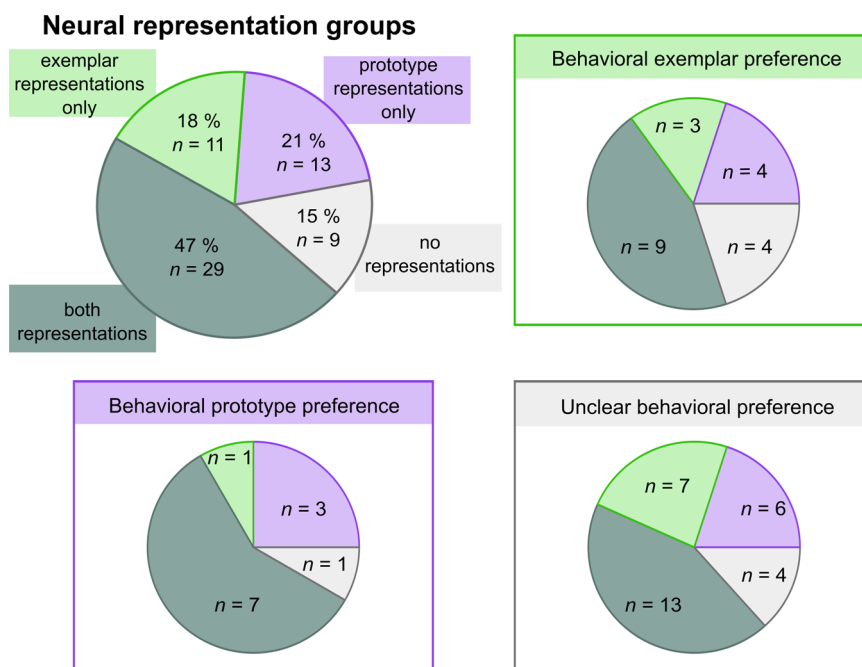 Neural representation groups
exemplar
representations
only
prototype
representations
only
18 %
n = 11
21 %
n = 13
15 %
n = 9
47 %
n = 29
no
representations
both
representations
Behavioral exemplar preference
n = 3
n = 4
n = 9
n = 4
Behavioral prototype preference
n = 1
n = 3
n = 1
n = 7
Unclear behavioral preference
n = 7
n = 6
n = 4
n = 13